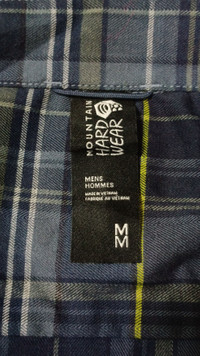 MOUNTAIN
HARD
WEAR
MENS
HOMMES
MADE IN VIETNAM
FABRIQUÉ AU VIETNAM
M
M